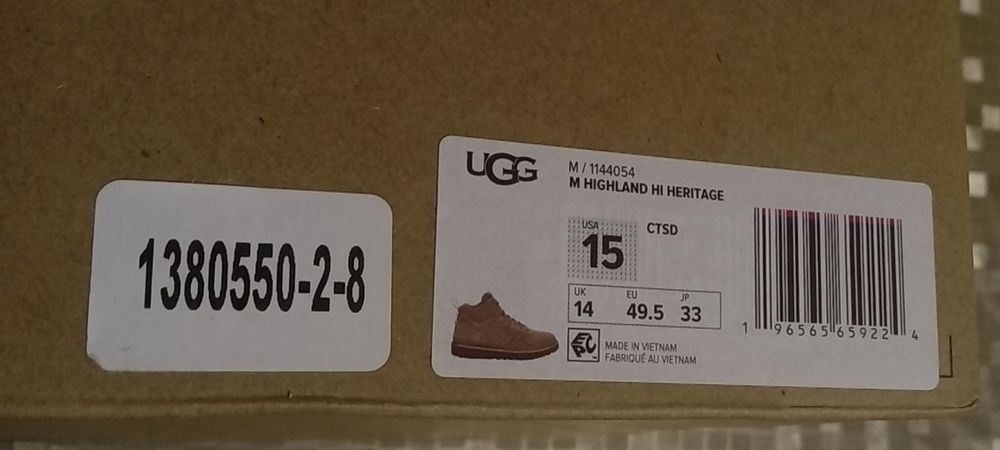 1380550-2-8
UGG
M / 1144054
M HIGHLAND HI HERITAGE
USA
15
CTSD
UK EU JP
14 49.5 33
EPC
MADE IN VIETNAM
FABRIQUÉ AU VIETNAM
1 96565 65922 4